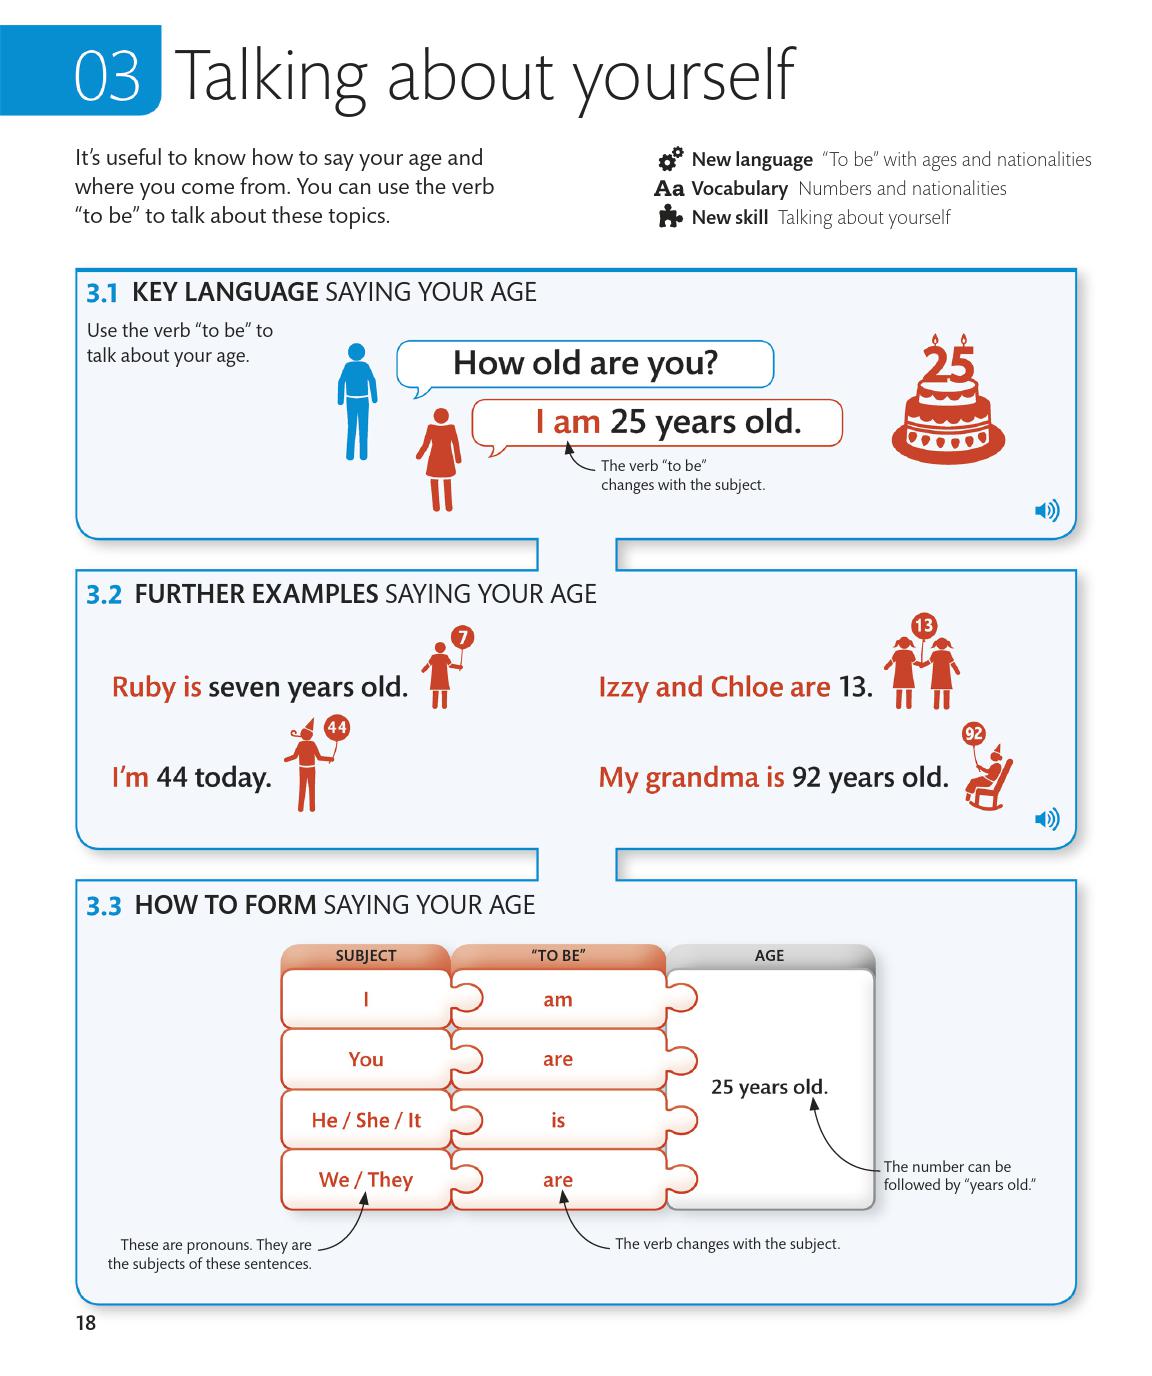 03 Talking about yourself
It's useful to know how to say your age and
where you come from. You can use the verb
“to be” to talk about these topics.
New language “To be” with ages and nationalities
Aa Vocabulary Numbers and nationalities
New skill Talking about yourself
3.1 KEY LANGUAGE SAYING YOUR AGE
Use the verb “to be” to
talk about your age.
How old are you?
I am 25 years old.
The verb “to be”
changes with the subject.
25
3.2 FURTHER EXAMPLES SAYING YOUR AGE
Ruby is seven years old.
7
Izzy and Chloe are 13.
13
I'm 44 today.
44
My grandma is 92 years old.
92
3.3 HOW TO FORM SAYING YOUR AGE
SUBJECT “TO BE” AGE
I am
You are
25 years old.
He / She / It is
We / They are
The number can be
followed by “years old.”
These are pronouns. They are
the subjects of these sentences.
The verb changes with the subject.
18